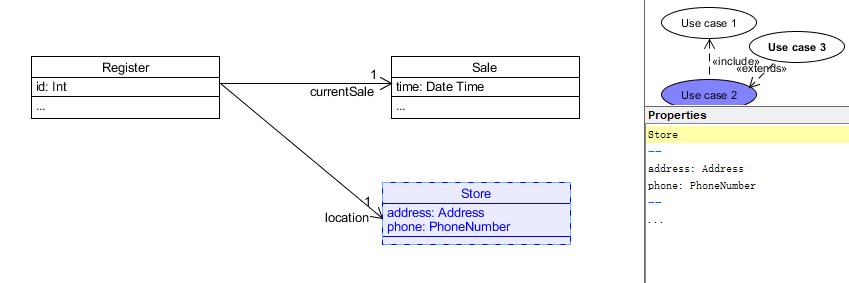 Register
id: Int
...
1
currentSale
Sale
time: Date Time
...
1
location
Store
address: Address
phone: PhoneNumber
Use case 1
Use case 3
«include»
«extends»
Use case 2
Properties
Store
--
address: Address
phone: PhoneNumber
--
...